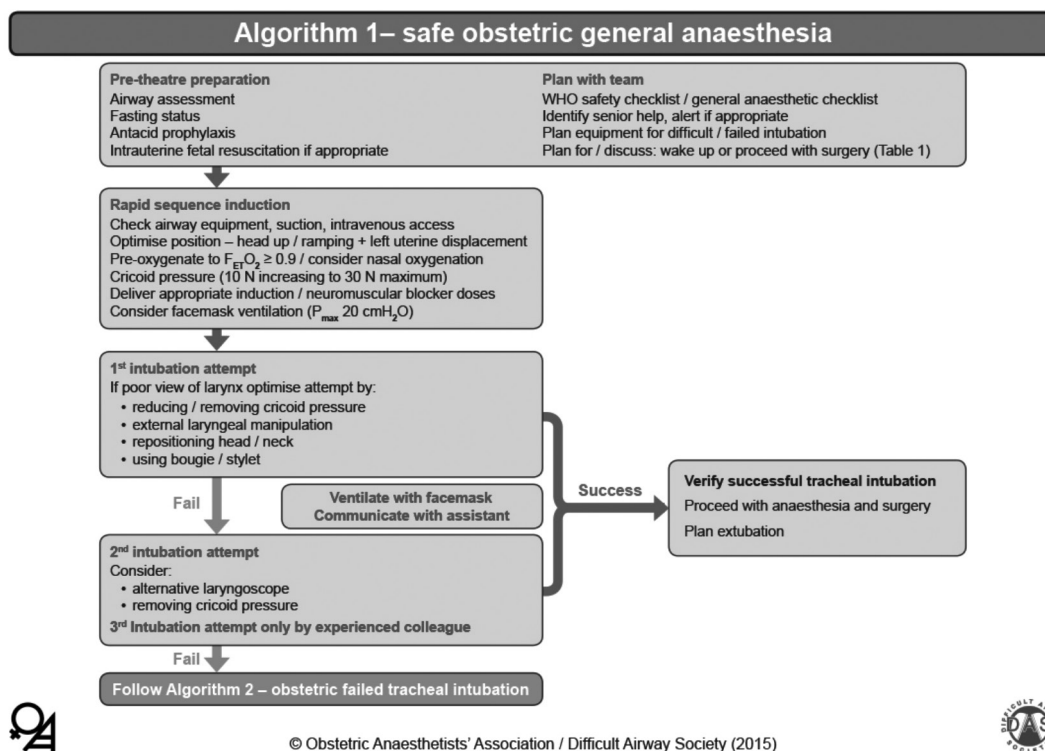 Algorithm 1– safe obstetric general anaesthesia
Pre-theatre preparation
Airway assessment
Fasting status
Antacid prophylaxis
Intrauterine fetal resuscitation if appropriate
Plan with team
WHO safety checklist / general anaesthetic checklist
Identify senior help, alert if appropriate
Plan equipment for difficult / failed intubation
Plan for / discuss: wake up or proceed with surgery (Table 1)
Rapid sequence induction
Check airway equipment, suction, intravenous access
Optimise position – head up / ramping + left uterine displacement
Pre-oxygenate to FETO2 ≥ 0.9 / consider nasal oxygenation
Cricoid pressure (10 N increasing to 30 N maximum)
Deliver appropriate induction / neuromuscular blocker doses
Consider facemask ventilation (Pmax 20 cmH2O)
1st intubation attempt
If poor view of larynx optimise attempt by:
• reducing / removing cricoid pressure
• external laryngeal manipulation
• repositioning head / neck
• using bougie / stylet
Fail
Ventilate with facemask
Communicate with assistant
Success
Verify successful tracheal intubation
Proceed with anaesthesia and surgery
Plan extubation
2nd intubation attempt
Consider:
• alternative laryngoscope
• removing cricoid pressure
3rd Intubation attempt only by experienced colleague
Fail
Follow Algorithm 2 – obstetric failed tracheal intubation
© Obstetric Anaesthetists' Association / Difficult Airway Society (2015)
DAS